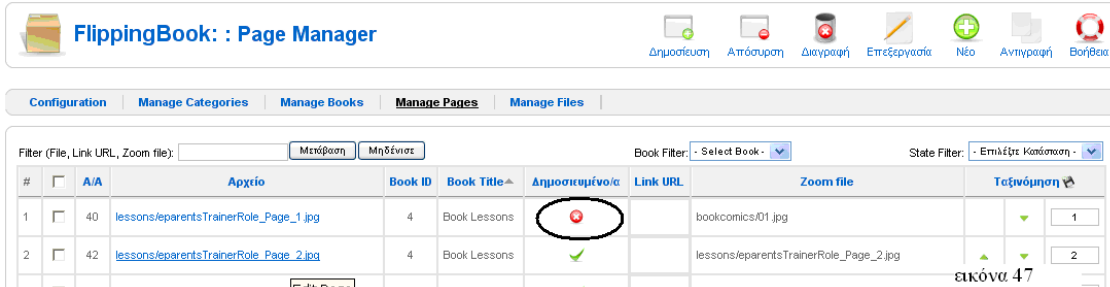 FlippingBook: : Page Manager
Δημοσίευση Απόσυρση Διαγραφή Επεξεργασία Νέο Αντιγραφή Βοήθεια
Configuration Manage Categories Manage Books Manage Pages Manage Files
Filter (File, Link URL, Zoom file): Μετάβαση Μηδένισε Book Filter: - Select Book - State Filter: - Επιλέξτε Κατάσταση -
# A/A Αρχείο Book ID Book Title Δημοσιευμένο/α Link URL Zoom file Ταξινόμηση
1 40 lessons/eparentsTrainerRole_Page_1.jpg 4 Book Lessons bookcomics/01.jpg 1
2 42 lessons/eparentsTrainerRole_Page_2.jpg 4 Book Lessons lessons/eparentsTrainerRole_Page_2.jpg 2
εικόνα 47